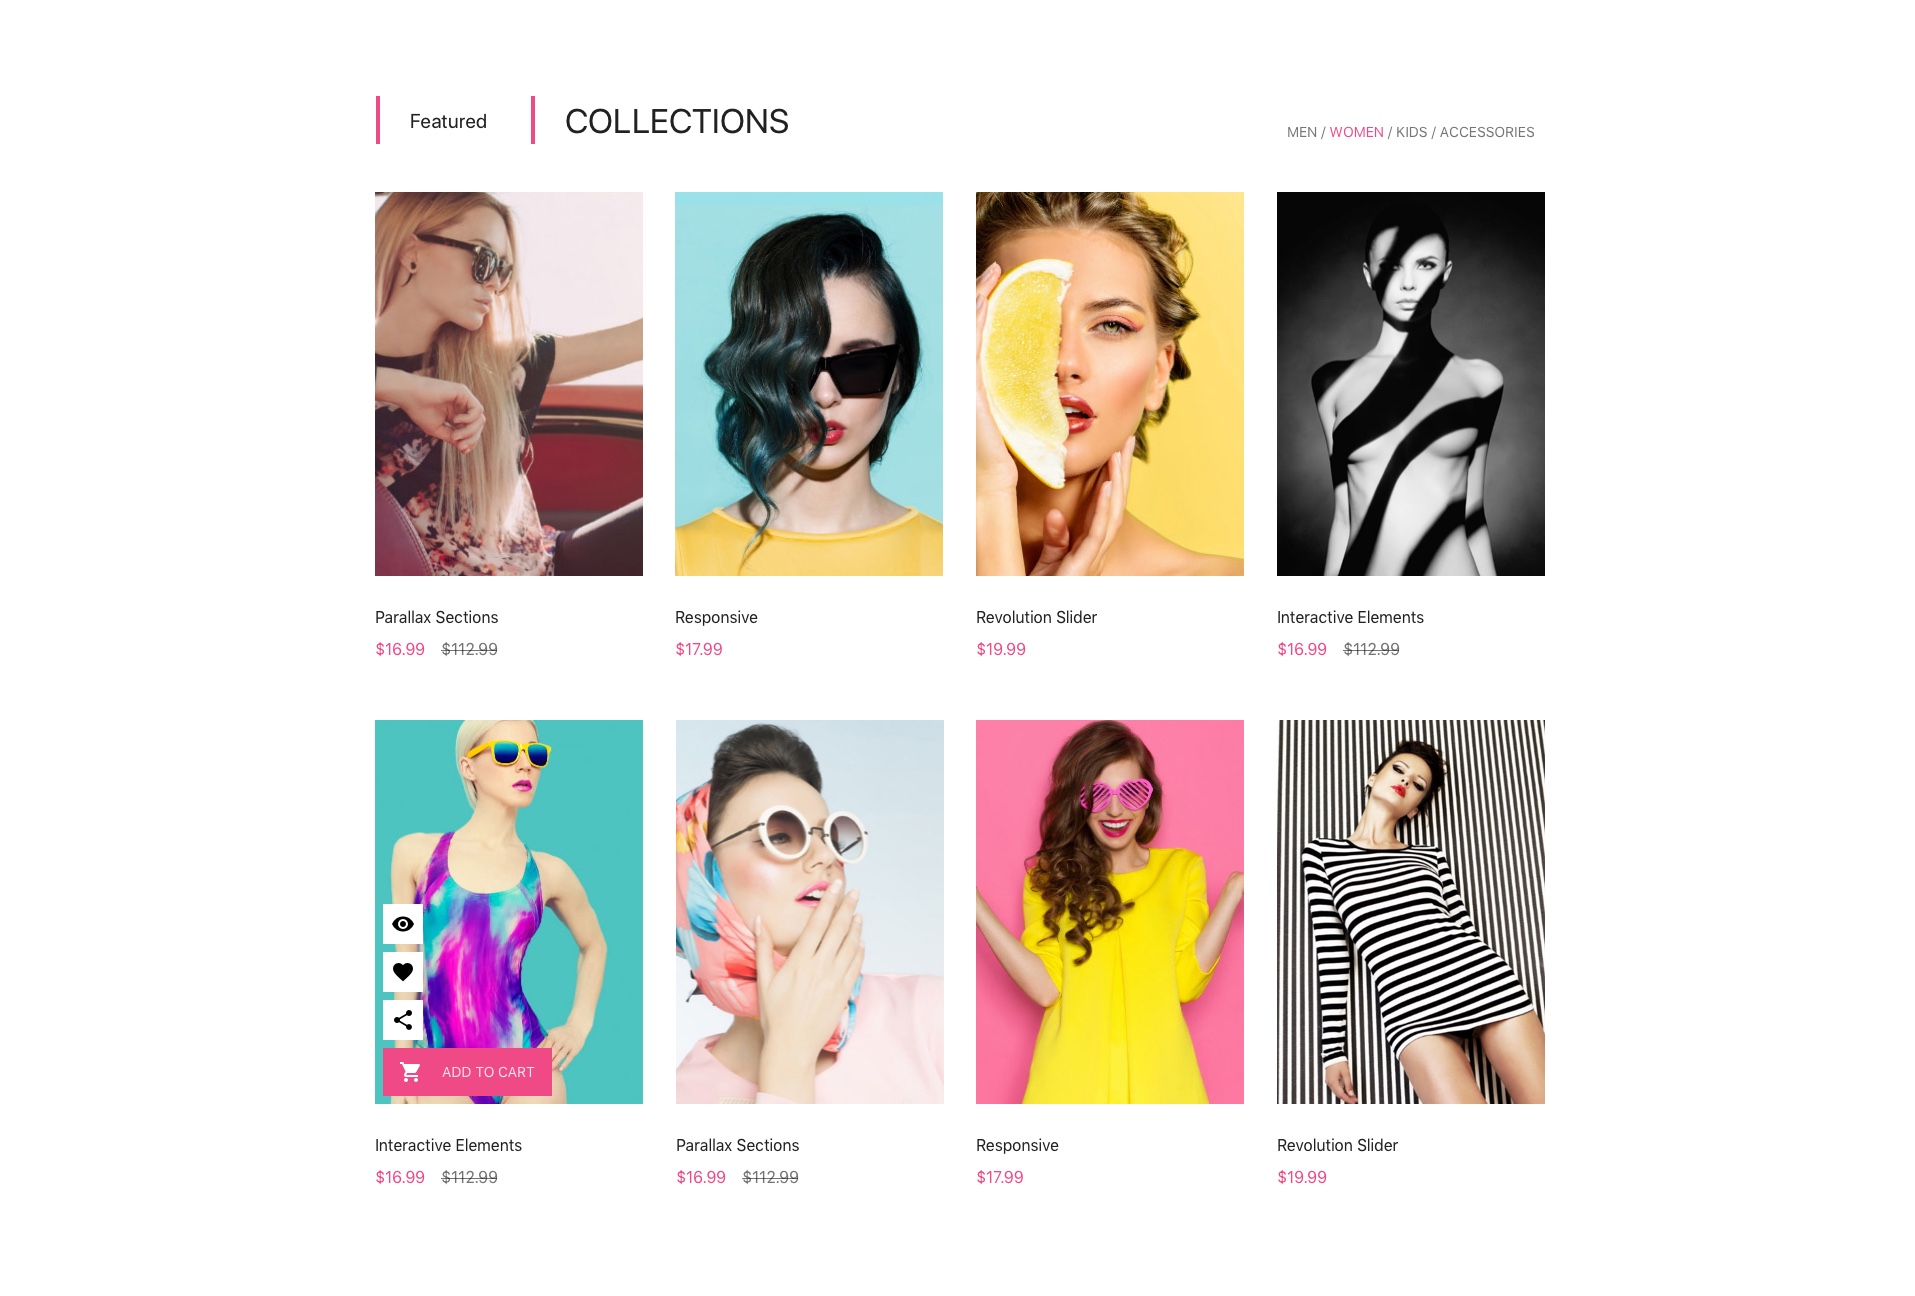 Featured
COLLECTIONS
MEN / WOMEN / KIDS / ACCESSORIES
Parallax Sections
$16.99 $112.99
Responsive
$17.99
Revolution Slider
$19.99
Interactive Elements
$16.99 $112.99
ADD TO CART
Interactive Elements
$16.99 $112.99
Parallax Sections
$16.99 $112.99
Responsive
$17.99
Revolution Slider
$19.99